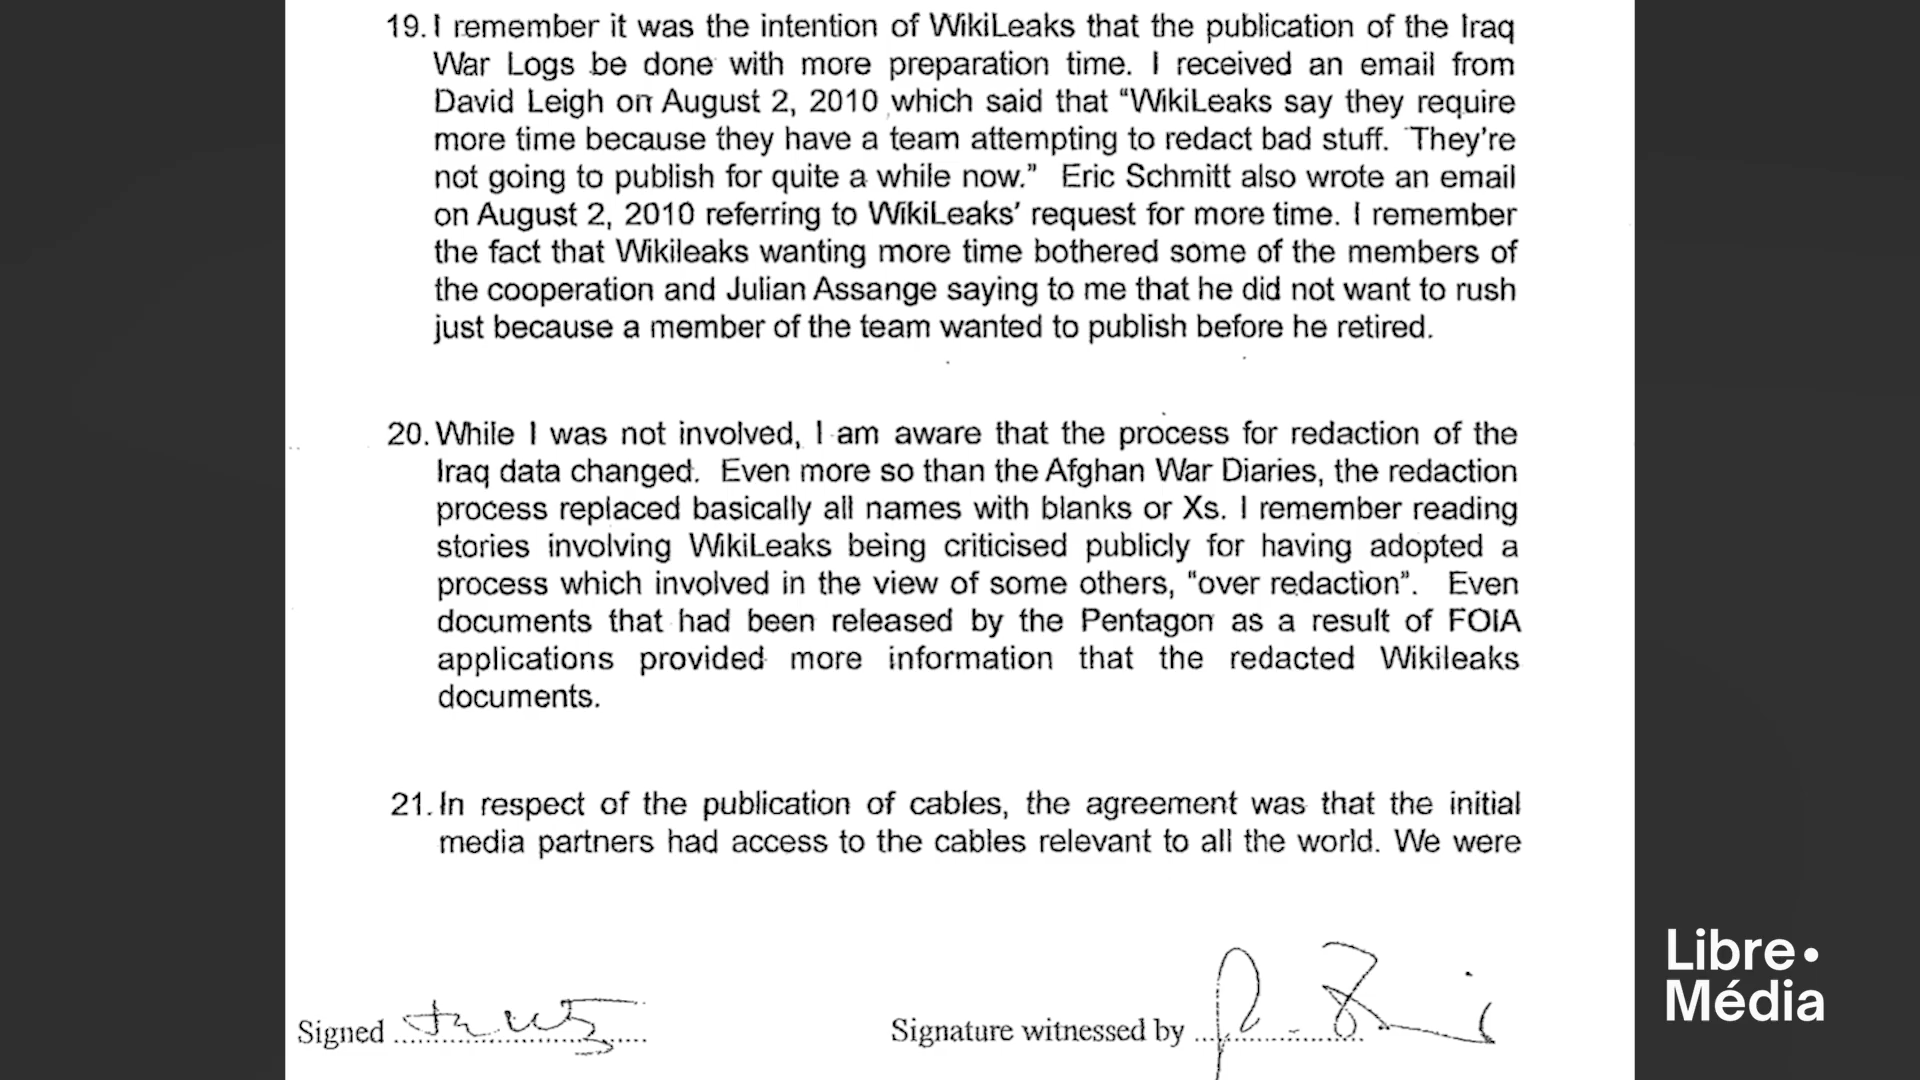 19. I remember it was the intention of WikiLeaks that the publication of the Iraq
War Logs be done with more preparation time. I received an email from
David Leigh on August 2, 2010 which said that “WikiLeaks say they require
more time because they have a team attempting to redact bad stuff. They're
not going to publish for quite a while now.” Eric Schmitt also wrote an email
on August 2, 2010 referring to WikiLeaks' request for more time. I remember
the fact that Wikileaks wanting more time bothered some of the members of
the cooperation and Julian Assange saying to me that he did not want to rush
just because a member of the team wanted to publish before he retired.
20. While I was not involved, I am aware that the process for redaction of the
Iraq data changed. Even more so than the Afghan War Diaries, the redaction
process replaced basically all names with blanks or Xs. I remember reading
stories involving WikiLeaks being criticised publicly for having adopted a
process which involved in the view of some others, “over redaction”. Even
documents that had been released by the Pentagon as a result of FOIA
applications provided more information that the redacted Wikileaks
documents.
21. In respect of the publication of cables, the agreement was that the initial
media partners had access to the cables relevant to all the world. We were
Signed
Signature witnessed by
Libre•
Média